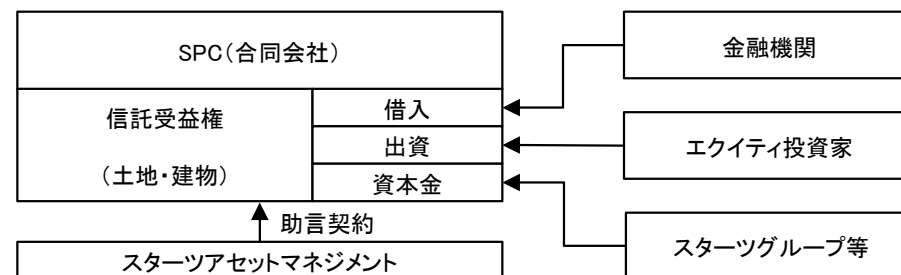 SPC(合同会社)
信託受益権
(土地・建物)
借入
出資
資本金
金融機関
エクイティ投資家
スターツグループ等
助言契約
スターツアセットマネジメント